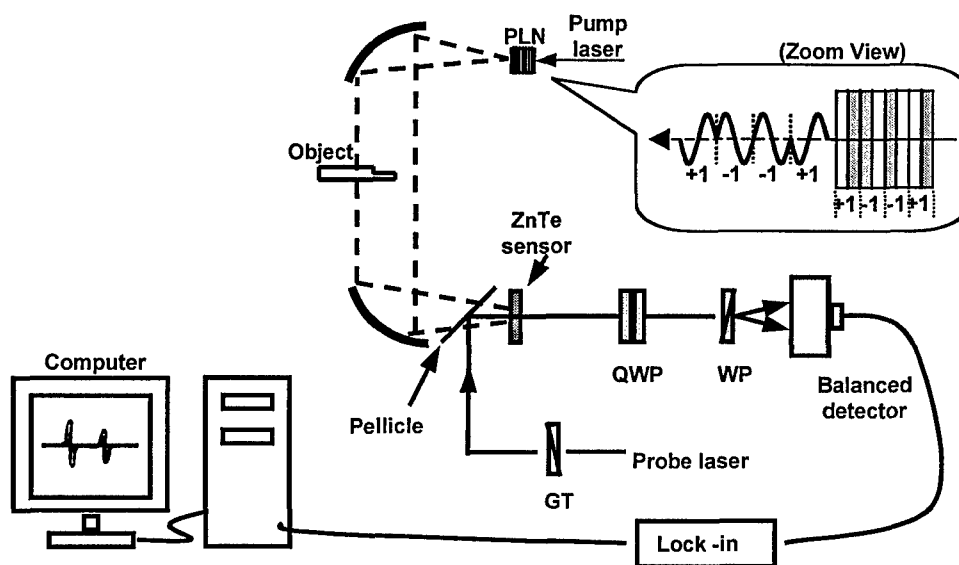 PLN
Pump
laser
(Zoom View)
+1 -1 -1 +1
+1 -1 -1 +1
Object
ZnTe
sensor
QWP
WP
Balanced
detector
Computer
Pellicle
GT
Probe laser
Lock -in